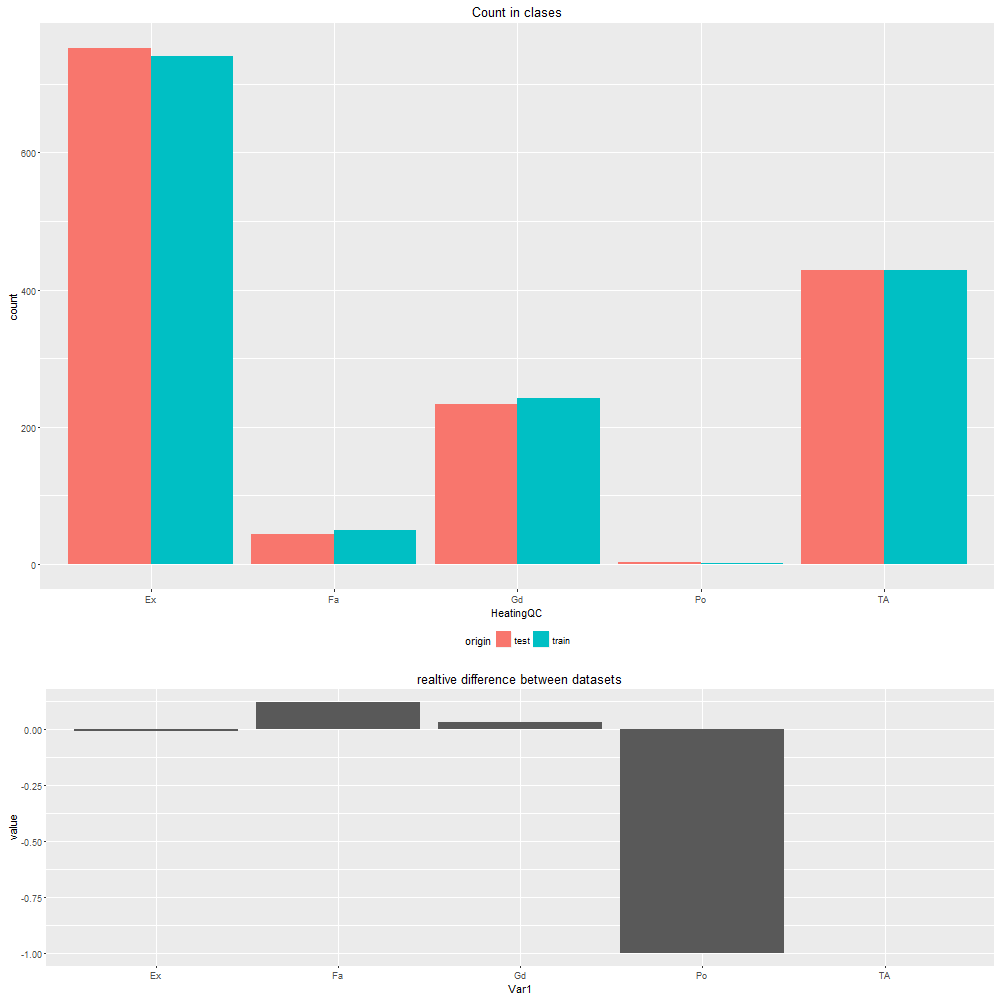 Count in clases
count
600
400
200
0
Ex Fa Gd Po TA
HeatingQC
origin test train
realtive difference between datasets
value
0.00
-0.25
-0.50
-0.75
-1.00
Ex Fa Gd Po TA
Var1